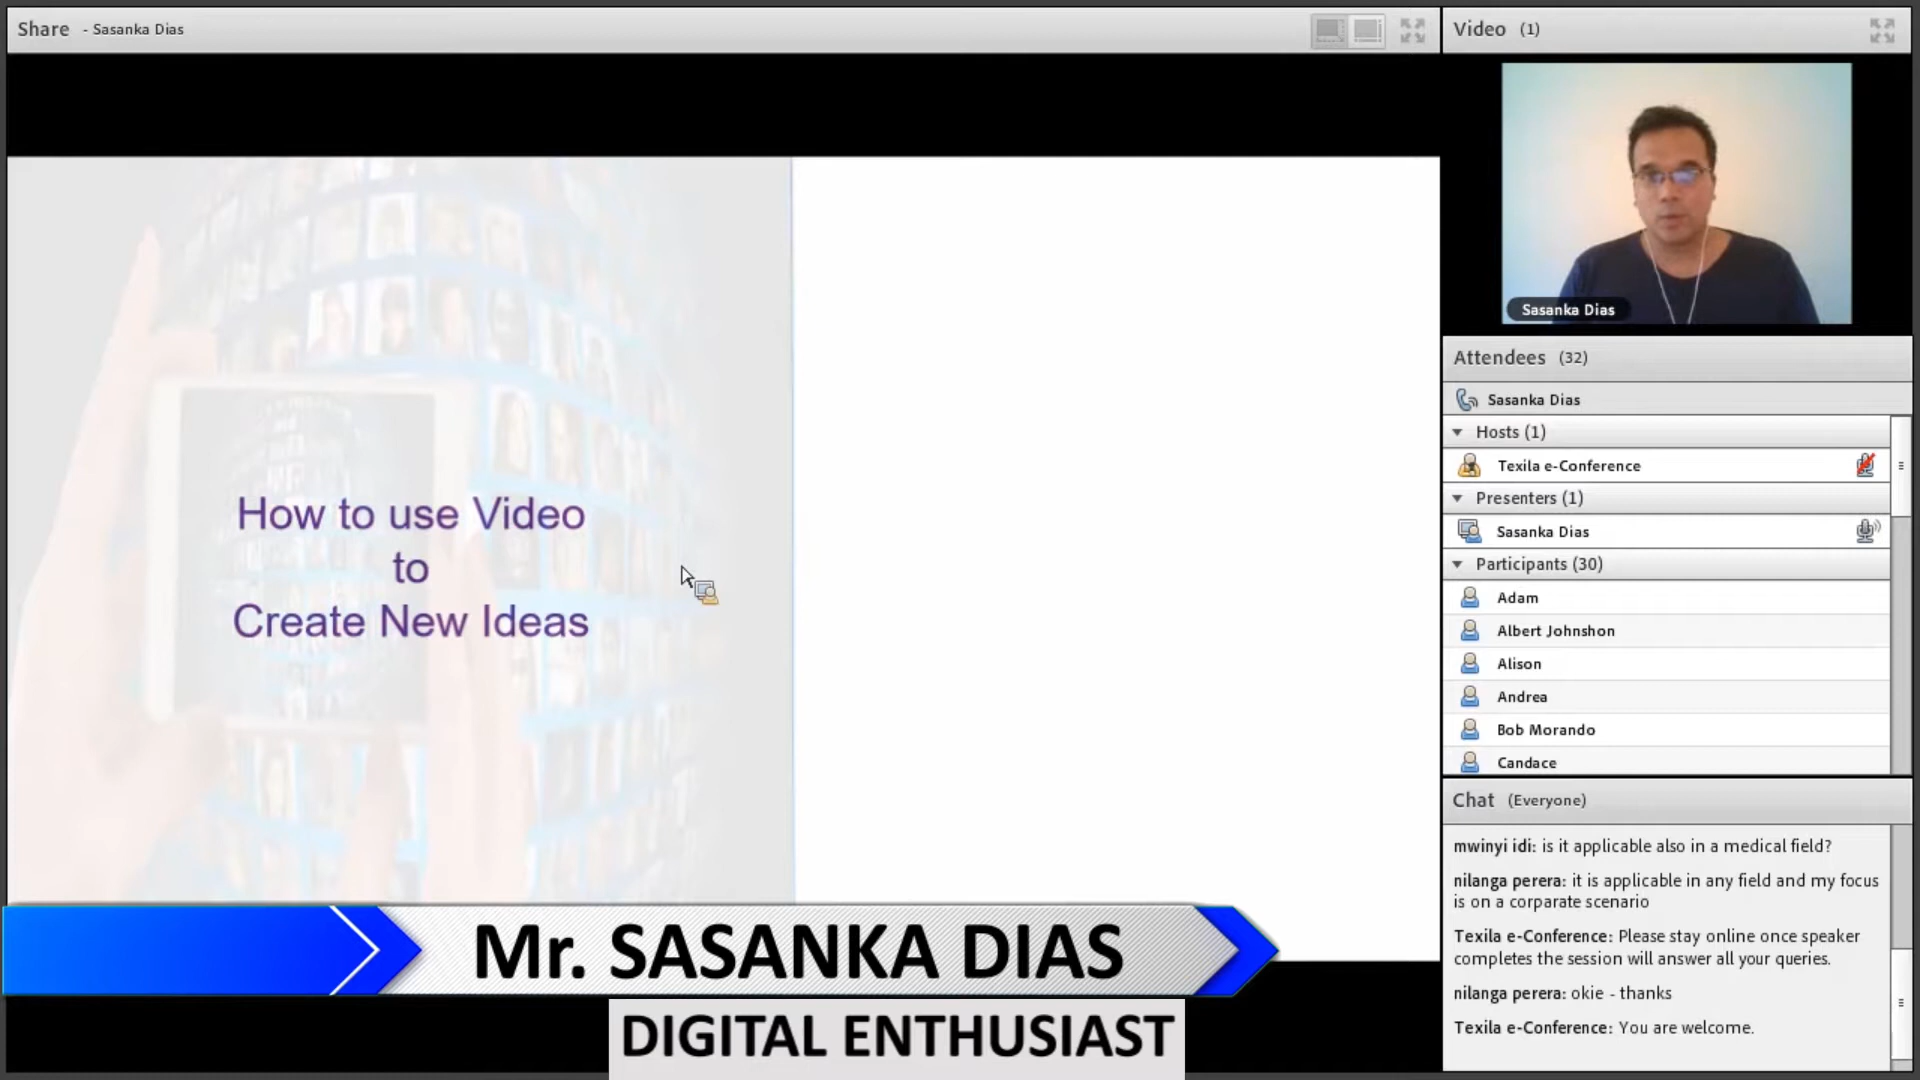 Share - Sasanka Dias
How to use Video
to
Create New Ideas
Mr. SASANKA DIAS
DIGITAL ENTHUSIAST
Video (1)
Sasanka Dias
Attendees (32)
Sasanka Dias
Hosts (1)
Texila e-Conference
Presenters (1)
Sasanka Dias
Participants (30)
Adam
Albert Johnshon
Alison
Andrea
Bob Morando
Candace
Chat (Everyone)
mwinyi idi: is it applicable also in a medical field?
nilanga perera: it is applicable in any field and my focus
is on a corparate scenario
Texila e-Conference: Please stay online once speaker
completes the session will answer all your queries.
nilanga perera: okie - thanks
Texila e-Conference: You are welcome.